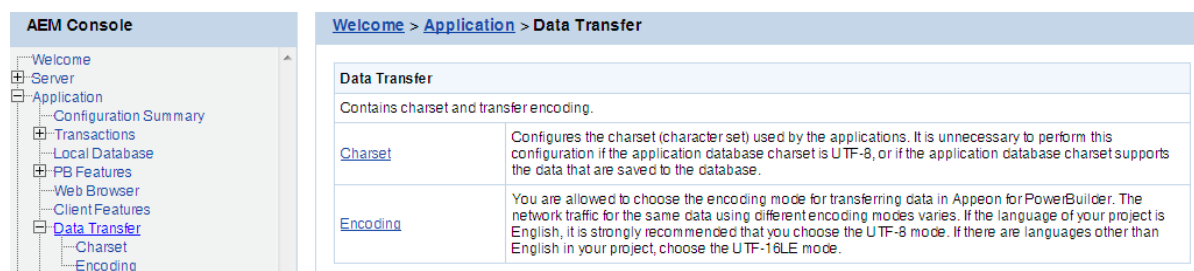 AEM Console
Welcome
Server
Application
Configuration Summary
Transactions
Local Database
PB Features
Web Browser
Client Features
Data Transfer
Charset
Encoding
Welcome > Application > Data Transfer
Data Transfer
Contains charset and transfer encoding.
Charset
Configures the charset (character set) used by the applications. It is unnecessary to perform this
configuration if the application database charset is UTF-8, or if the application database charset supports
the data that are saved to the database.
Encoding
You are allowed to choose the encoding mode for transferring data in Appeon for PowerBuilder. The
network traffic for the same data using different encoding modes varies. If the language of your project is
English, it is strongly recommended that you choose the UTF-8 mode. If there are languages other than
English in your project, choose the UTF-16LE mode.